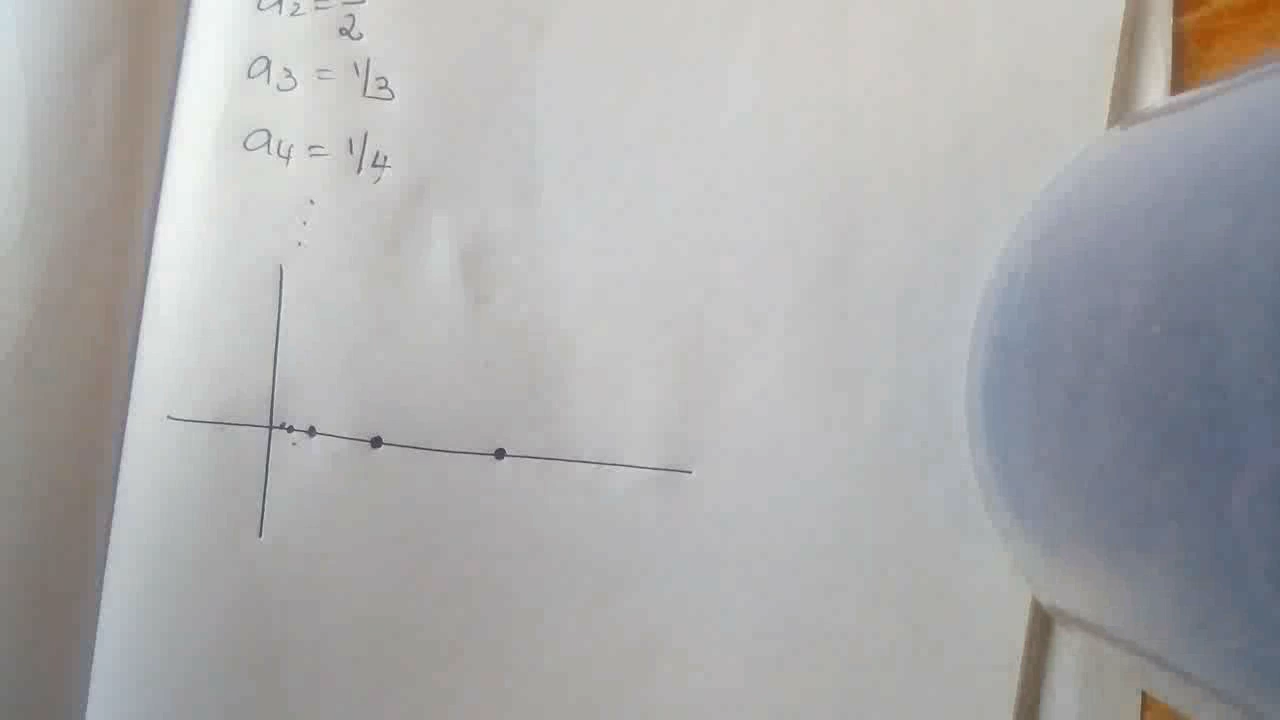 a₃ = 1/3
a₄ = 1/4
⋮